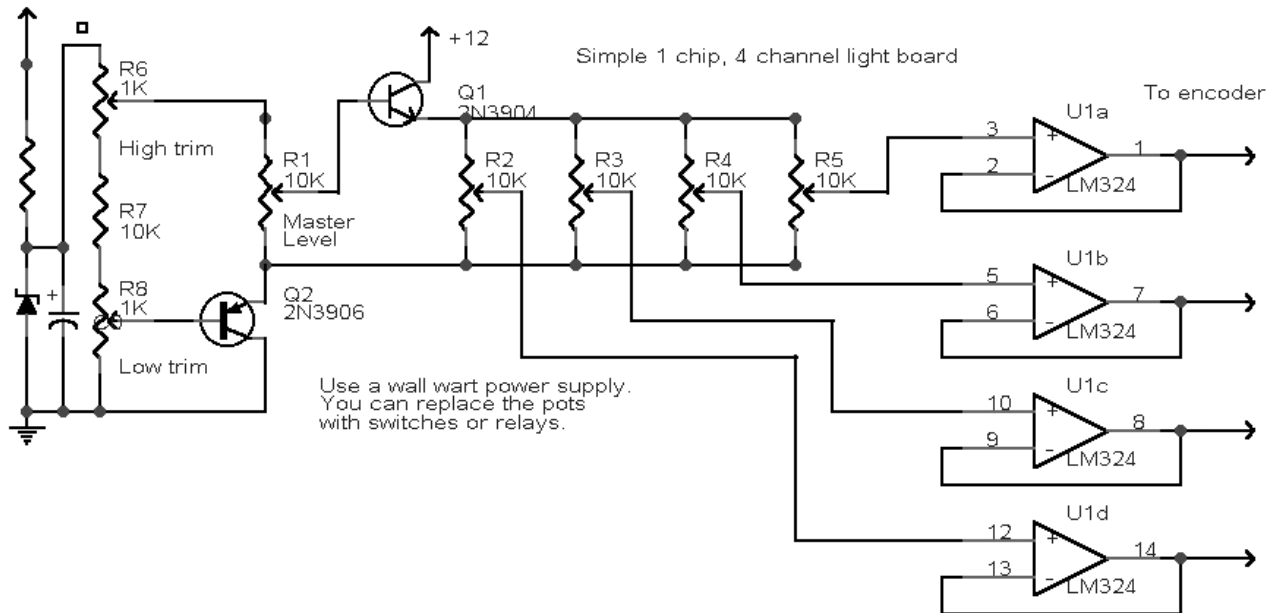 +12
Simple 1 chip, 4 channel light board
To encoder
R6
1K
High trim
R7
10K
R8
1K
Low trim
Q1
2N3904
R1
10K
Master
Level
Q2
2N3906
R2
10K
R3
10K
R4
10K
R5
10K
Use a wall wart power supply.
You can replace the pots
with switches or relays.
U1a
3
+
1
2
-
LM324
U1b
5
+
7
6
-
LM324
U1c
10
+
8
9
-
LM324
U1d
12
+
14
13
-
LM324
+